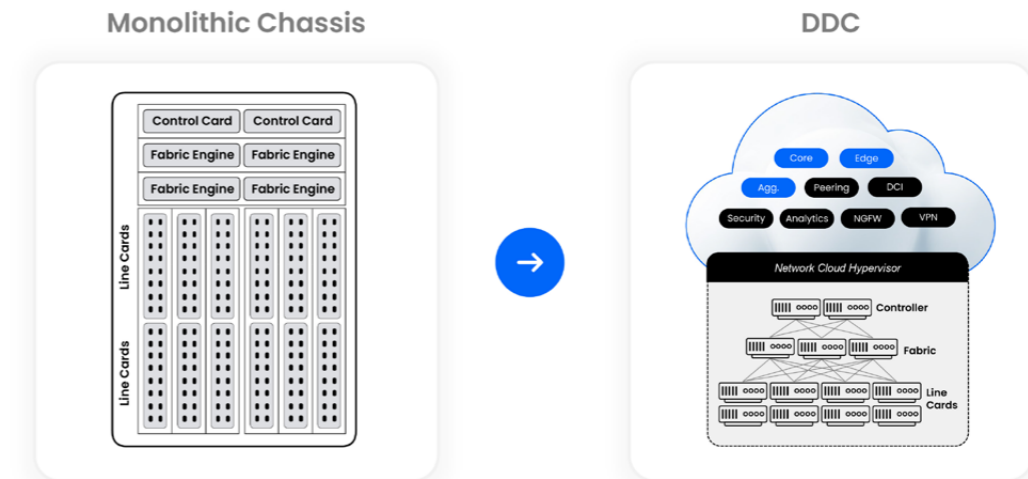 Monolithic Chassis
Control Card Control Card
Fabric Engine Fabric Engine
Fabric Engine Fabric Engine
Line Cards
Line Cards
DDC
Core Edge
Agg. Peering DCI
Security Analytics NGFW VPN
Network Cloud Hypervisor
Controller
Fabric
Line
Cards